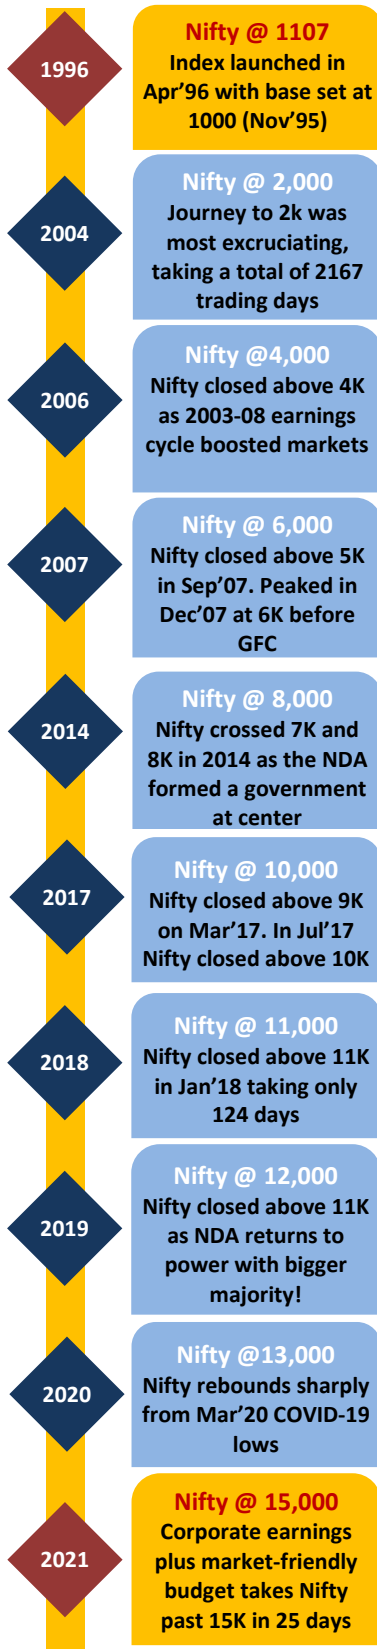 1996
Nifty @ 1107
Index launched in
Apr’96 with base set at
1000 (Nov’95)
2004
Nifty @ 2,000
Journey to 2k was
most excruciating,
taking a total of 2167
trading days
2006
Nifty @4,000
Nifty closed above 4K
as 2003-08 earnings
cycle boosted markets
2007
Nifty @ 6,000
Nifty closed above 5K
in Sep’07. Peaked in
Dec’07 at 6K before
GFC
2014
Nifty @ 8,000
Nifty crossed 7K and
8K in 2014 as the NDA
formed a government
at center
2017
Nifty @ 10,000
Nifty closed above 9K
on Mar’17. In Jul’17
Nifty closed above 10K
2018
Nifty @ 11,000
Nifty closed above 11K
in Jan’18 taking only
124 days
2019
Nifty @ 12,000
Nifty closed above 11K
as NDA returns to
power with bigger
majority!
2020
Nifty @13,000
Nifty rebounds sharply
from Mar’20 COVID-19
lows
2021
Nifty @ 15,000
Corporate earnings
plus market-friendly
budget takes Nifty
past 15K in 25 days